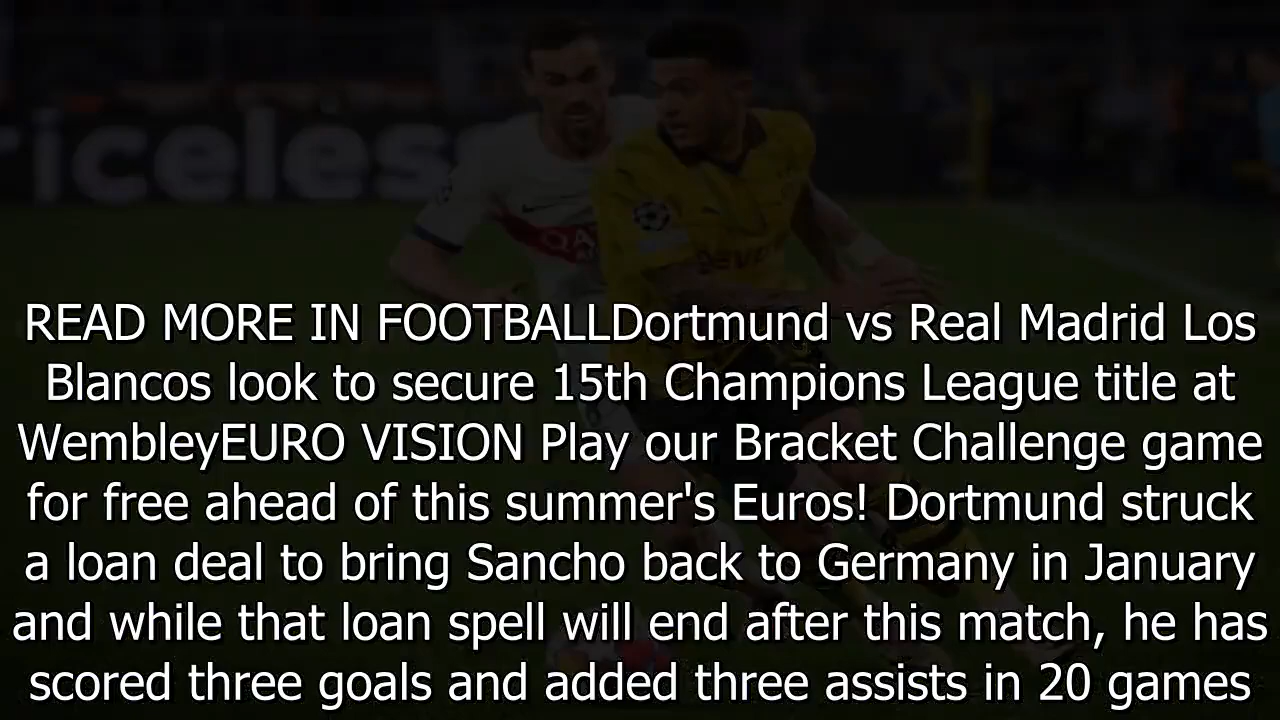 riceles
QA
READ MORE IN FOOTBALLDortmund vs Real Madrid Los
Blancos look to secure 15th Champions League title at
WembleyEURO VISION Play our Bracket Challenge game
for free ahead of this summer's Euros! Dortmund struck
a loan deal to bring Sancho back to Germany in January
and while that loan spell will end after this match, he has
scored three goals and added three assists in 20 games